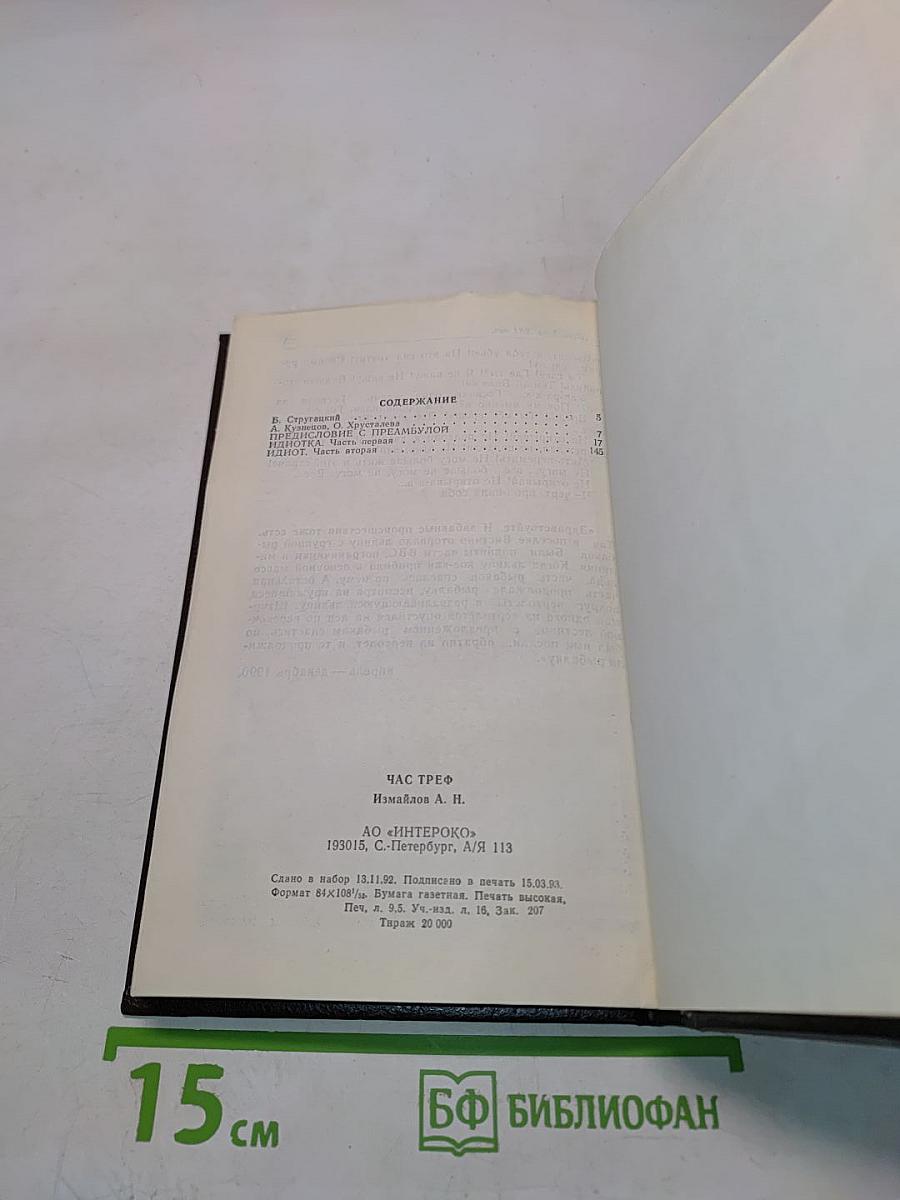 СОДЕРЖАНИЕ
Б. Стругацкий . . . . . . . . . . . . . . . . . . . 5
А. Кузнецов, О. Хрусталева . . . . . . . . . . .
ПРЕДИСЛОВИЕ С ПРЕАМБУЛОЙ . . . . . . . . . . 7
ИДИОТКА. Часть первая . . . . . . . . . . . . . . 17
ИДИОТ. Часть вторая . . . . . . . . . . . . . . . 145
ЧАС ТРЕФ
Измайлов А. Н.
АО «ИНТЕРОКО»
193015, С.-Петербург, А/Я 113
Сдано в набор 13.11.92. Подписано в печать 15.03.93.
Формат 84×108¹/₃₂. Бумага газетная. Печать высокая,
Печ, л. 9,5. Уч.-изд. л. 16, Зак. 207
Тираж 20 000
15 см
БФ БИБЛИОФАН